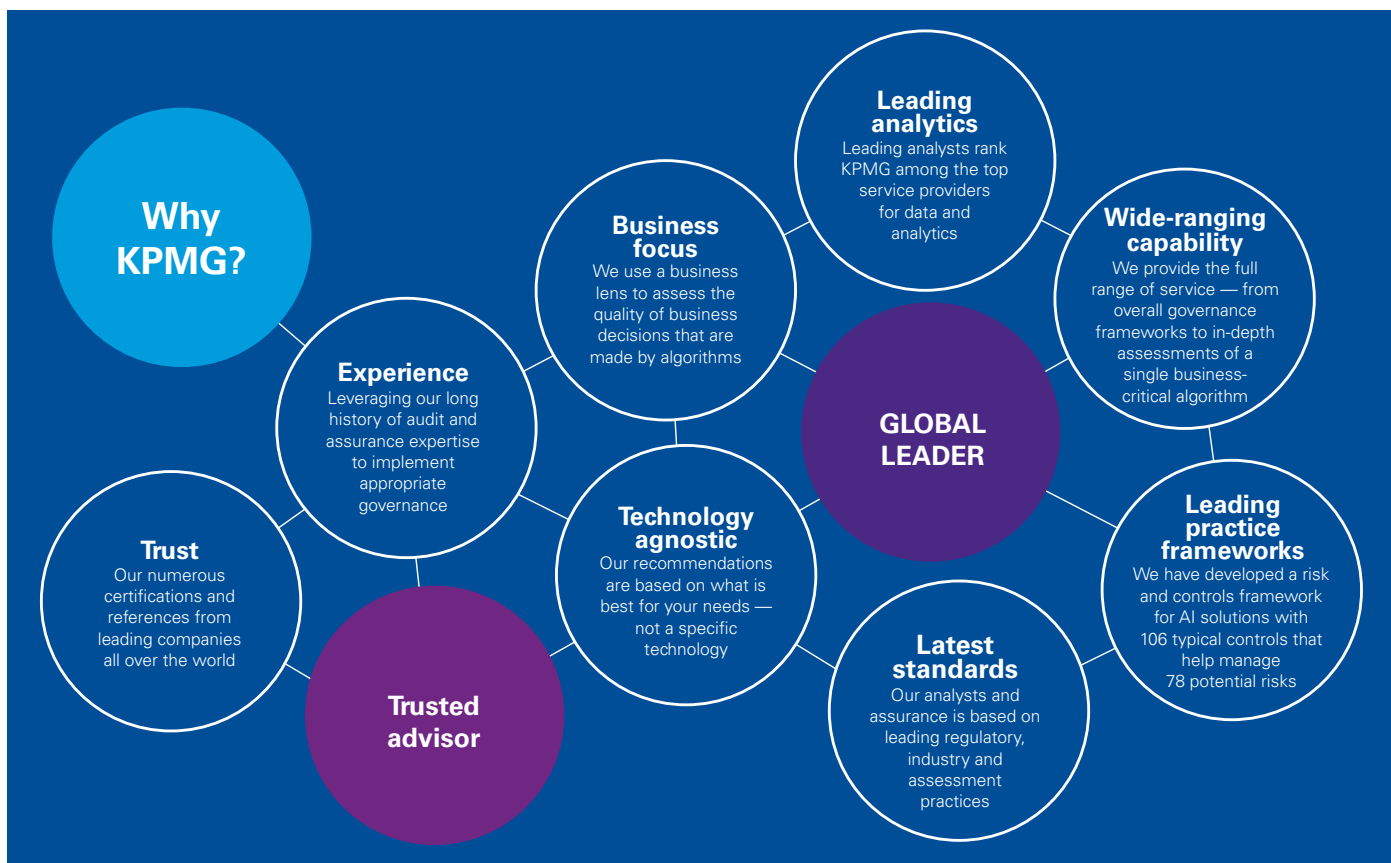 Why
KPMG?
Experience
Leveraging our long
history of audit and
assurance expertise
to implement
appropriate
governance
Trust
Our numerous
certifications and
references from
leading companies
all over the world
Trusted
advisor
Business
focus
We use a business
lens to assess the
quality of business
decisions that are
made by algorithms
Technology
agnostic
Our recommendations
are based on what is
best for your needs —
not a specific
technology
Leading
analytics
Leading analysts rank
KPMG among the top
service providers
for data and
analytics
GLOBAL
LEADER
Wide-ranging
capability
We provide the full
range of service — from
overall governance
frameworks to in-depth
assessments of a
single business-
critical algorithm
Leading
practice
frameworks
We have developed a risk
and controls framework
for AI solutions with
106 typical controls that
help manage
78 potential risks
Latest
standards
Our analysts and
assurance is based on
leading regulatory,
industry and
assessment
practices